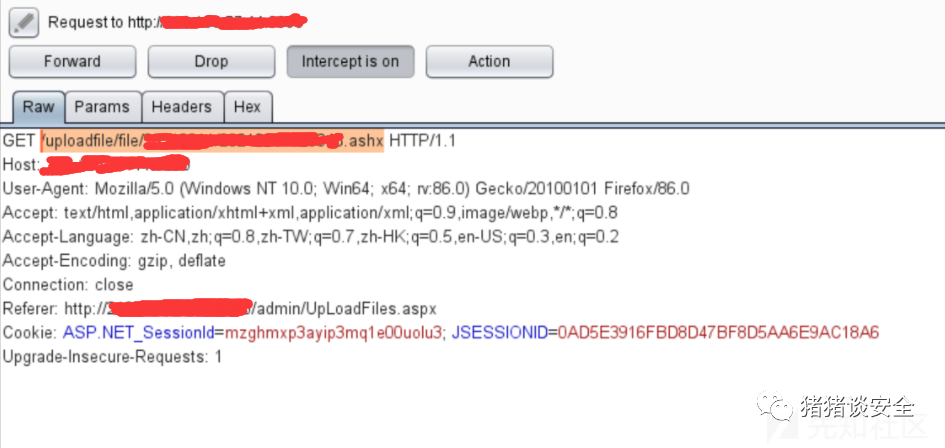 Request to http://
Forward Drop Intercept is on Action
Raw Params Headers Hex
GET /uploadfile/file/ .ashx HTTP/1.1
Host:
User-Agent: Mozilla/5.0 (Windows NT 10.0; Win64; x64; rv:86.0) Gecko/20100101 Firefox/86.0
Accept: text/html,application/xhtml+xml,application/xml;q=0.9,image/webp,*/*;q=0.8
Accept-Language: zh-CN,zh;q=0.8,zh-TW;q=0.7,zh-HK;q=0.5,en-US;q=0.3,en;q=0.2
Accept-Encoding: gzip, deflate
Connection: close
Referer: http:// /admin/UpLoadFiles.aspx
Cookie: ASP.NET_SessionId=mzghmxp3ayip3mq1e00uolu3; JSESSIONID=0AD5E3916FBD8D47BF8D5AA6E9AC18A6
Upgrade-Insecure-Requests: 1
猪猪谈安全
先知社区